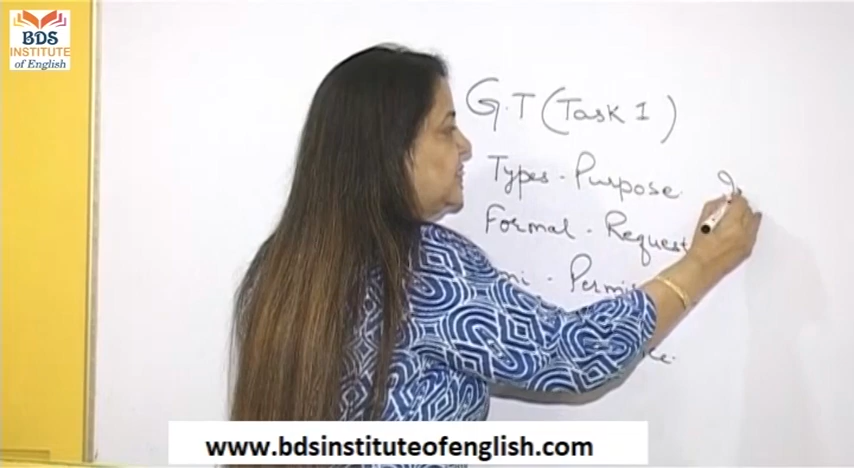 BDS
INSTITUTE
of English
G.T (Task 1)
Types - Purpose
Formal - Request
www.bdsinstituteofenglish.com